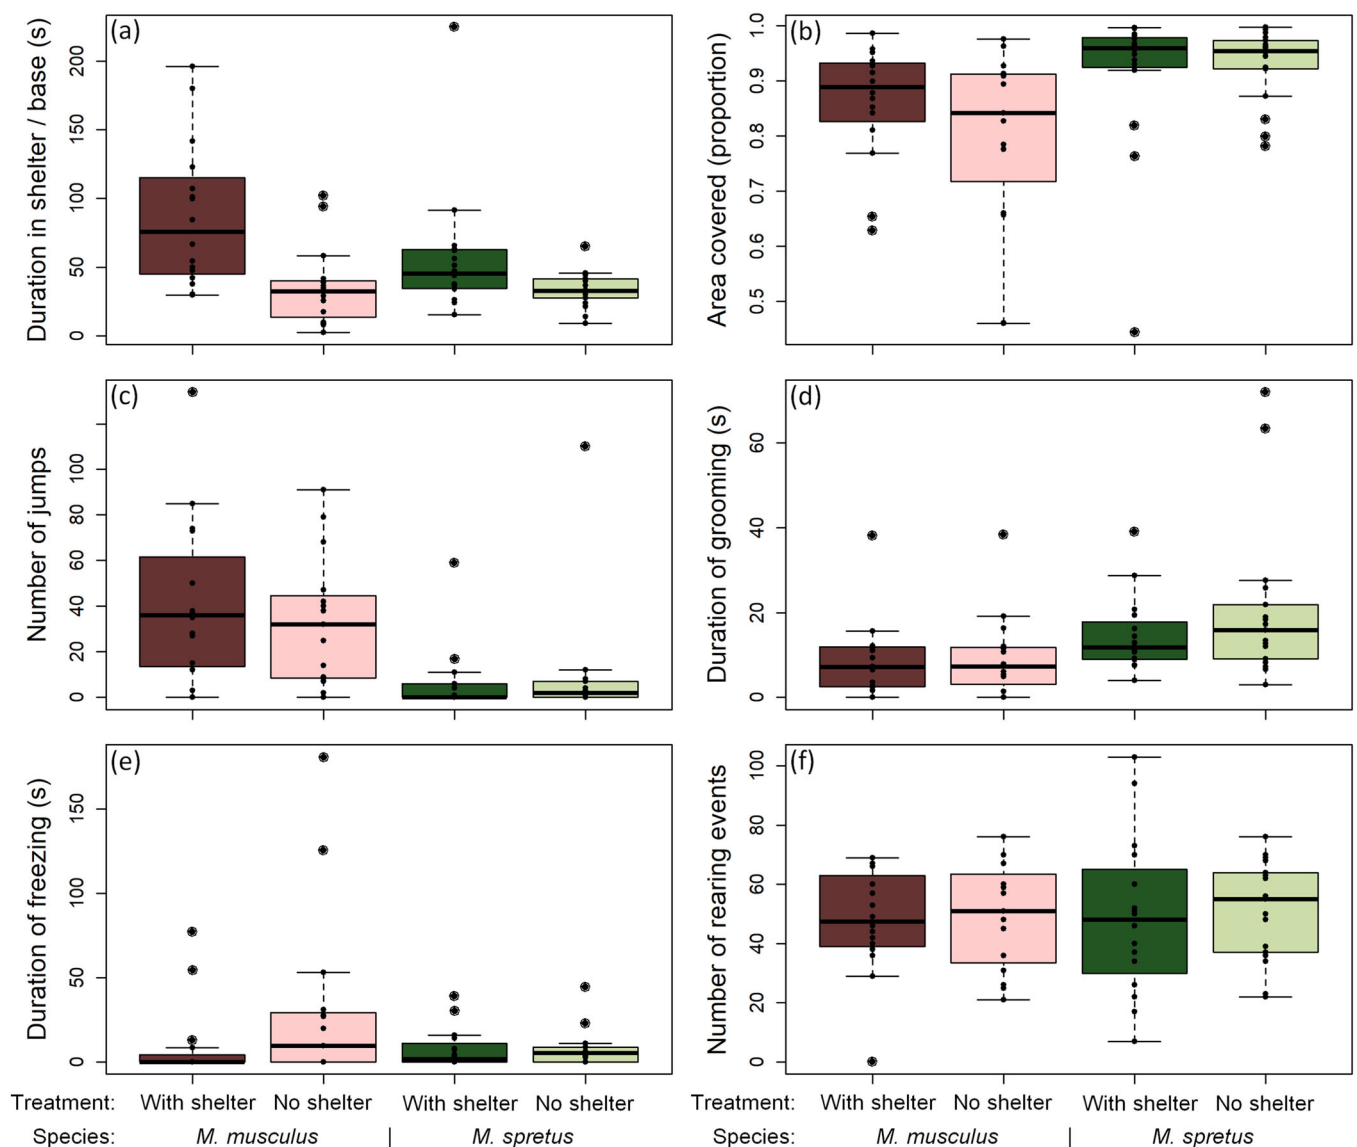 (a)
Duration in shelter / base (s)
200
150
100
50
0
(b)
Area covered (proportion)
1.0
0.9
0.8
0.7
0.6
0.5
(c)
Number of jumps
100
80
60
40
20
0
(d)
Duration of grooming (s)
60
40
20
0
(e)
Duration of freezing (s)
150
100
50
0
(f)
Number of rearing events
100
80
60
40
20
0
Treatment: With shelter No shelter With shelter No shelter
Species: M. musculus | M. spretus
Treatment: With shelter No shelter With shelter No shelter
Species: M. musculus | M. spretus